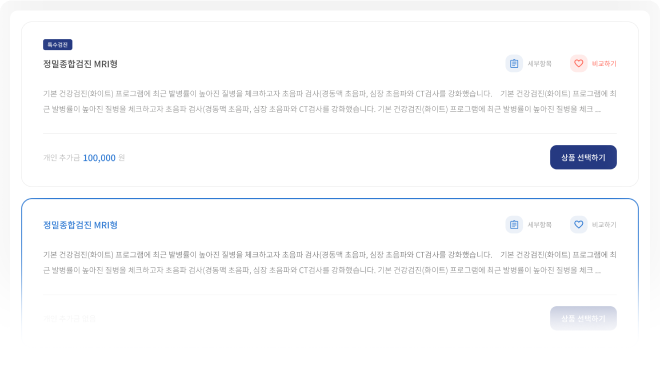 특수검진
정밀종합검진 MRI형
세부항목
비교하기
기본 건강검진(화이트) 프로그램에 최근 발병률이 높아진 질병을 체크하고자 초음파 검사(경동맥 초음파, 심장 초음파와 CT검사를 강화했습니다. 기본 건강검진(화이트) 프로그램에 최
근 발병률이 높아진 질병을 체크하고자 초음파 검사(경동맥 초음파, 심장 초음파와 CT검사를 강화했습니다. 기본 건강검진(화이트) 프로그램에 최근 발병률이 높아진 질병을 체크 ...
개인 추가금 100,000 원
상품 선택하기
정밀종합검진 MRI형
세부항목
비교하기
기본 건강검진(화이트) 프로그램에 최근 발병률이 높아진 질병을 체크하고자 초음파 검사(경동맥 초음파, 심장 초음파와 CT검사를 강화했습니다. 기본 건강검진(화이트) 프로그램에 최
근 발병률이 높아진 질병을 체크하고자 초음파 검사(경동맥 초음파, 심장 초음파와 CT검사를 강화했습니다. 기본 건강검진(화이트) 프로그램에 최근 발병률이 높아진 질병을 체크 ...
상품 선택하기